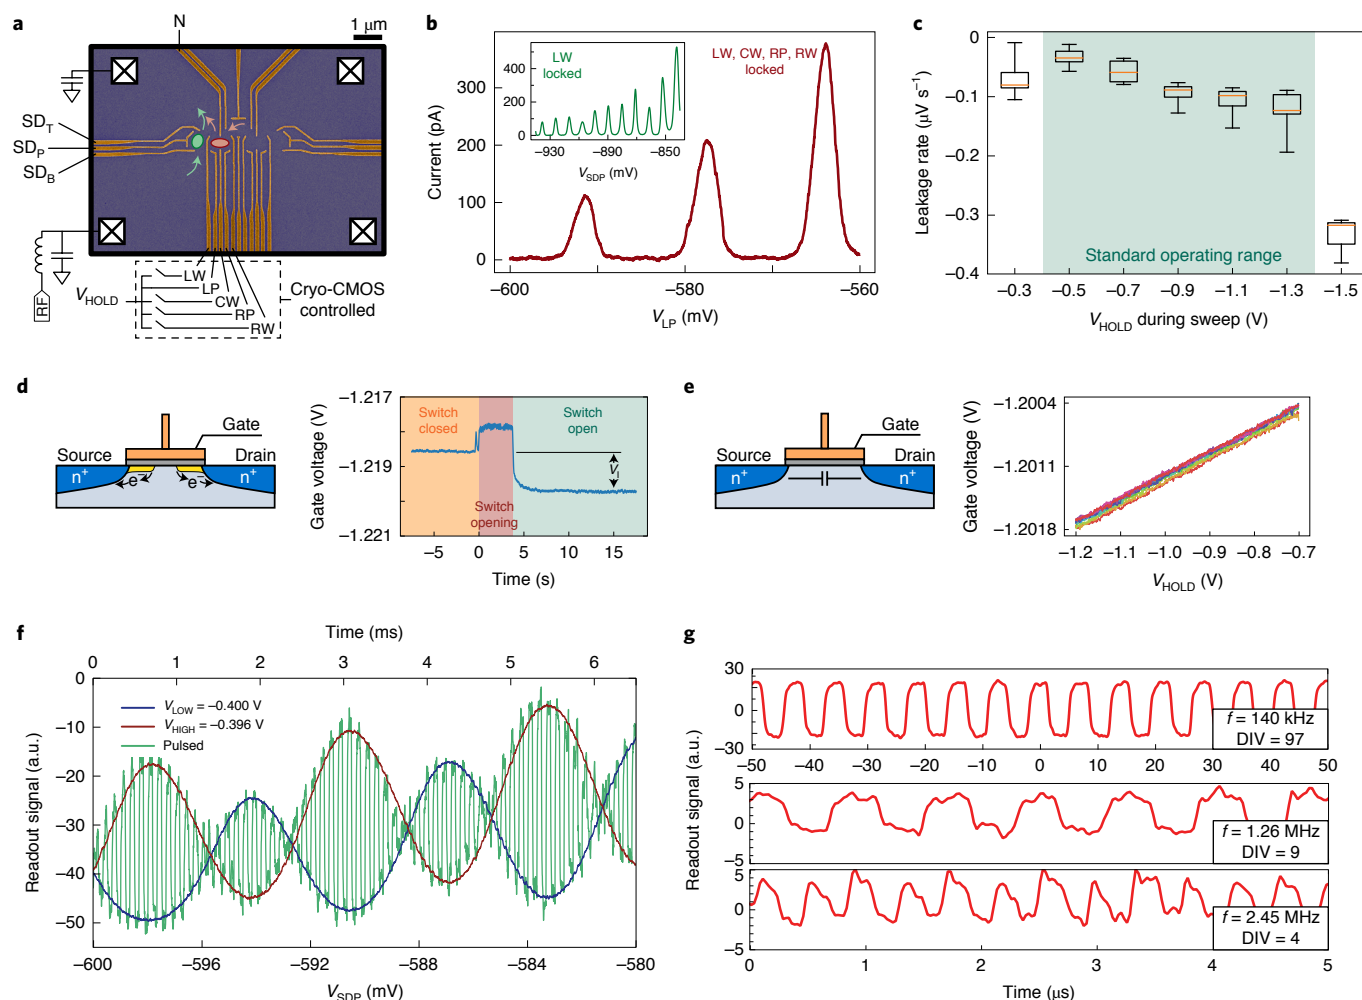 a
N
1 μm
SD_T
SD_P
SD_B
RF
V_HOLD
LW
LP
CW
RP
RW
Cryo-CMOS
controlled
b
Current (pA)
300
200
100
0
−600
−580
−560
V_LP (mV)
LW, CW, RP, RW
locked
LW
locked
400
200
0
−930
−890
−850
V_SDP (mV)
c
Leakage rate (μV s⁻¹)
0
−0.1
−0.2
−0.3
−0.4
Standard operating range
−0.3
−0.5
−0.7
−0.9
−1.1
−1.3
−1.5
V_HOLD during sweep (V)
d
Source
Gate
Drain
n⁺
n⁺
e⁻
e⁻
Gate voltage (V)
−1.217
−1.219
−1.221
Switch
closed
Switch
opening
Switch
open
V_I
−5
0
5
10
15
Time (s)
e
Source
Gate
Drain
n⁺
n⁺
Gate voltage (V)
−1.2004
−1.2011
−1.2018
−1.2
−1.1
−1.0
−0.9
−0.8
−0.7
V_HOLD (V)
f
Time (ms)
0
1
2
3
4
5
6
Readout signal (a.u.)
0
−10
−20
−30
−40
−50
V_LOW = −0.400 V
V_HIGH = −0.396 V
Pulsed
−600
−596
−592
−588
−584
−580
V_SDP (mV)
g
Readout signal (a.u.)
30
0
−30
f = 140 kHz
DIV = 97
−50
−40
−30
−20
−10
0
10
20
30
40
50
5
0
−5
f = 1.26 MHz
DIV = 9
5
0
−5
f = 2.45 MHz
DIV = 4
0
1
2
3
4
5
Time (μs)